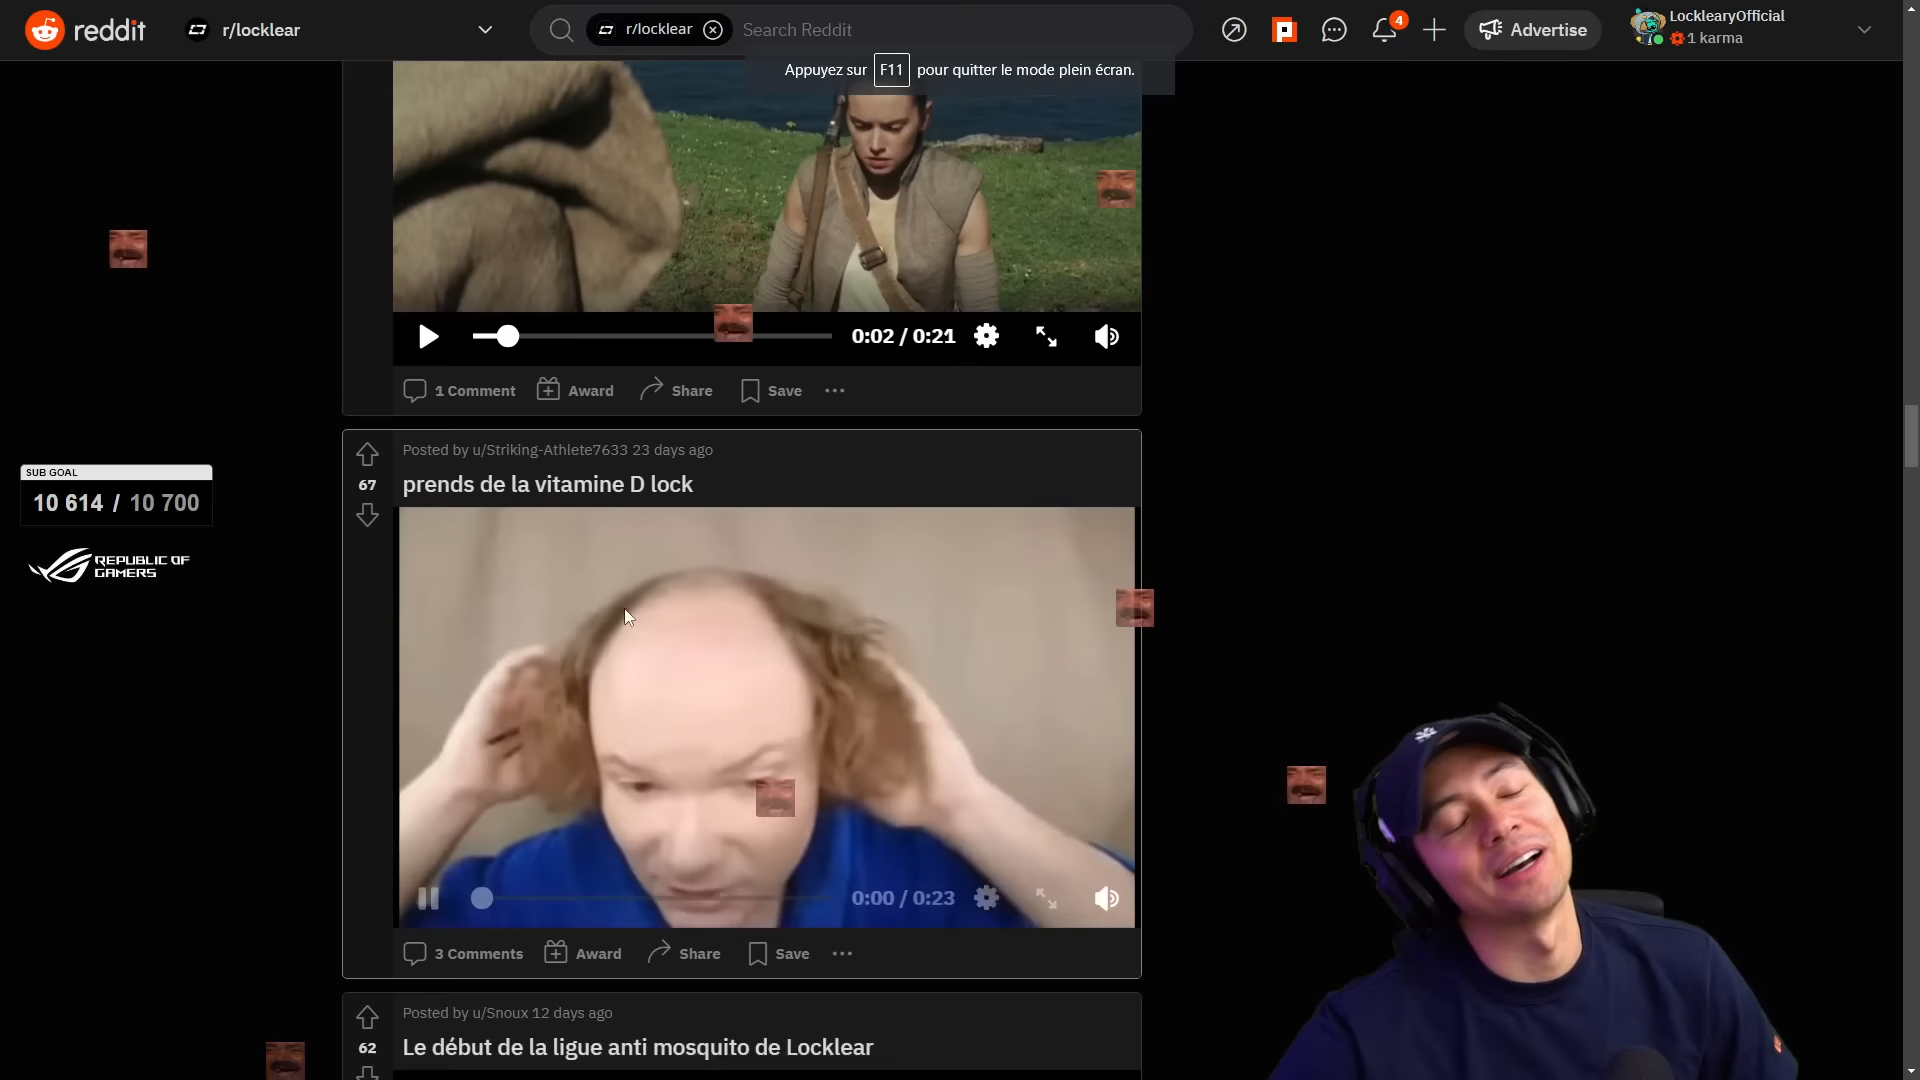 reddit
r/locklear
r/locklear
Search Reddit
4
Advertise
LocklearyOfficial
1 karma
Appuyez sur F11 pour quitter le mode plein écran.
0:02 / 0:21
1 Comment
Award
Share
Save
Posted by u/Striking-Athlete7633 23 days ago
67
prends de la vitamine D lock
SUB GOAL
10 614 / 10 700
REPUBLIC OF
GAMERS
0:00 / 0:23
3 Comments
Award
Share
Save
Posted by u/Snoux 12 days ago
62
Le début de la ligue anti mosquito de Locklear